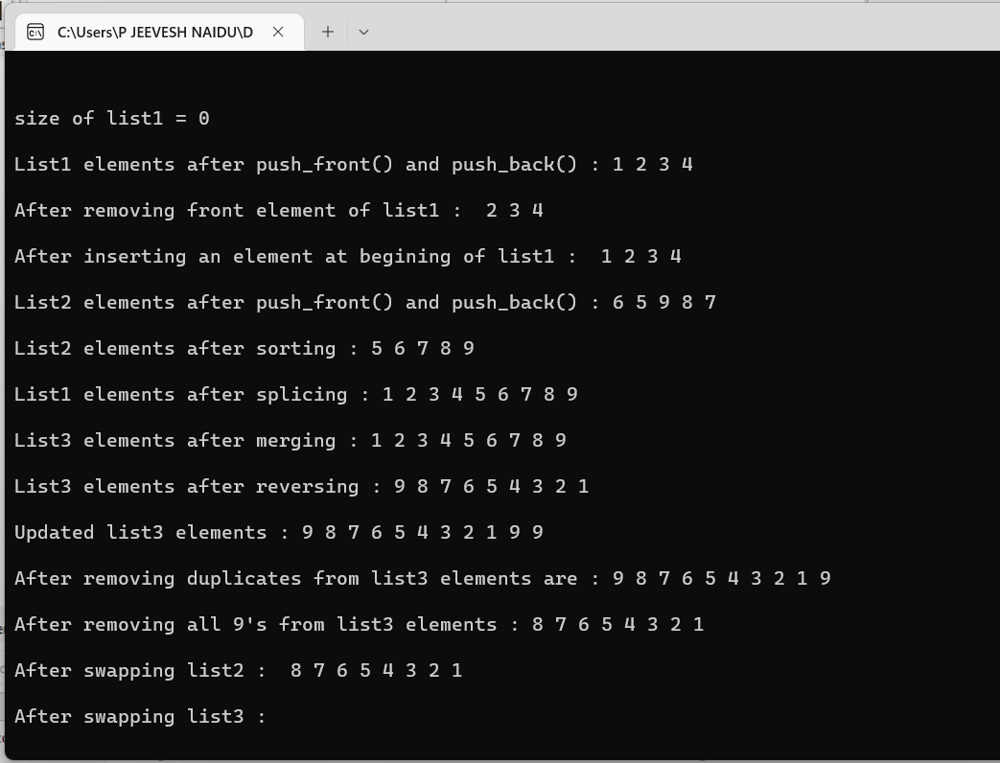 C:\Users\P JEEVESH NAIDU\D
size of list1 = 0
List1 elements after push_front() and push_back() : 1 2 3 4
After removing front element of list1 :  2 3 4
After inserting an element at begining of list1 :  1 2 3 4
List2 elements after push_front() and push_back() : 6 5 9 8 7
List2 elements after sorting : 5 6 7 8 9
List1 elements after splicing : 1 2 3 4 5 6 7 8 9
List3 elements after merging : 1 2 3 4 5 6 7 8 9
List3 elements after reversing : 9 8 7 6 5 4 3 2 1
Updated list3 elements : 9 8 7 6 5 4 3 2 1 9 9
After removing duplicates from list3 elements are : 9 8 7 6 5 4 3 2 1 9
After removing all 9's from list3 elements : 8 7 6 5 4 3 2 1
After swapping list2 :  8 7 6 5 4 3 2 1
After swapping list3 :